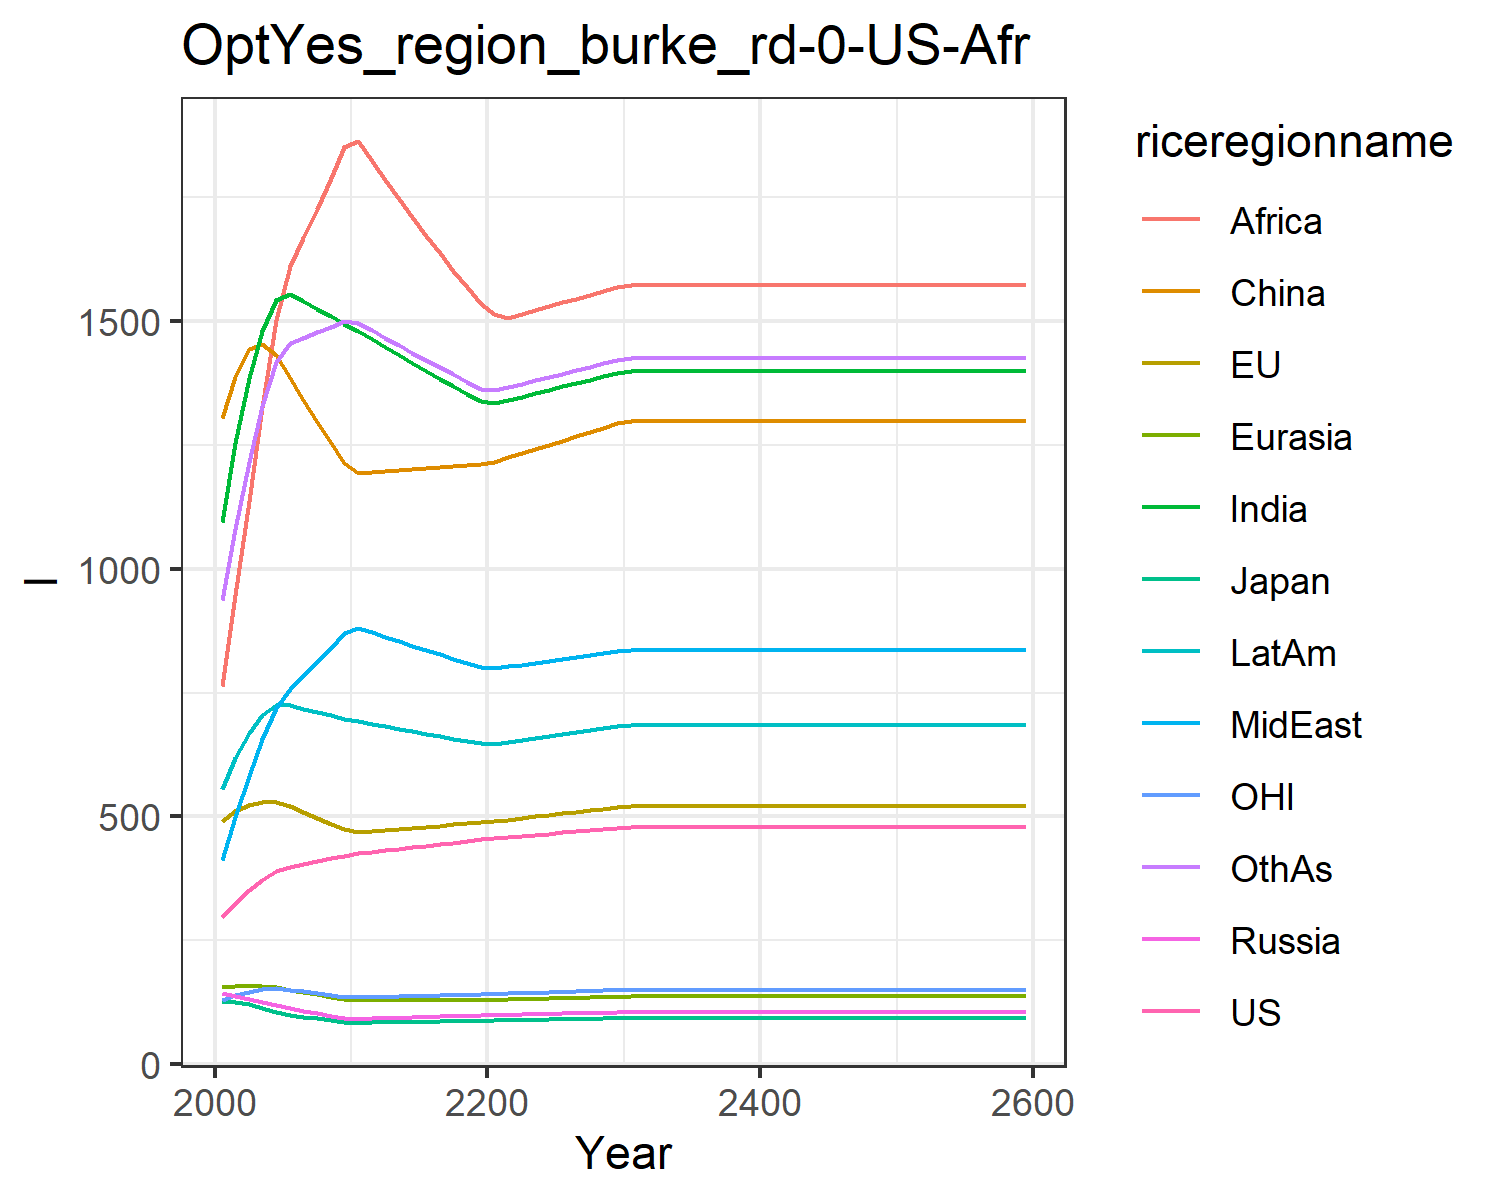 OptYes_region_burke_rd-0-US-Afr
riceregionname
Africa
China
EU
Eurasia
India
Japan
LatAm
MidEast
OHI
OthAs
Russia
US
1500
1000
500
0
l
2000 2200 2400 2600
Year